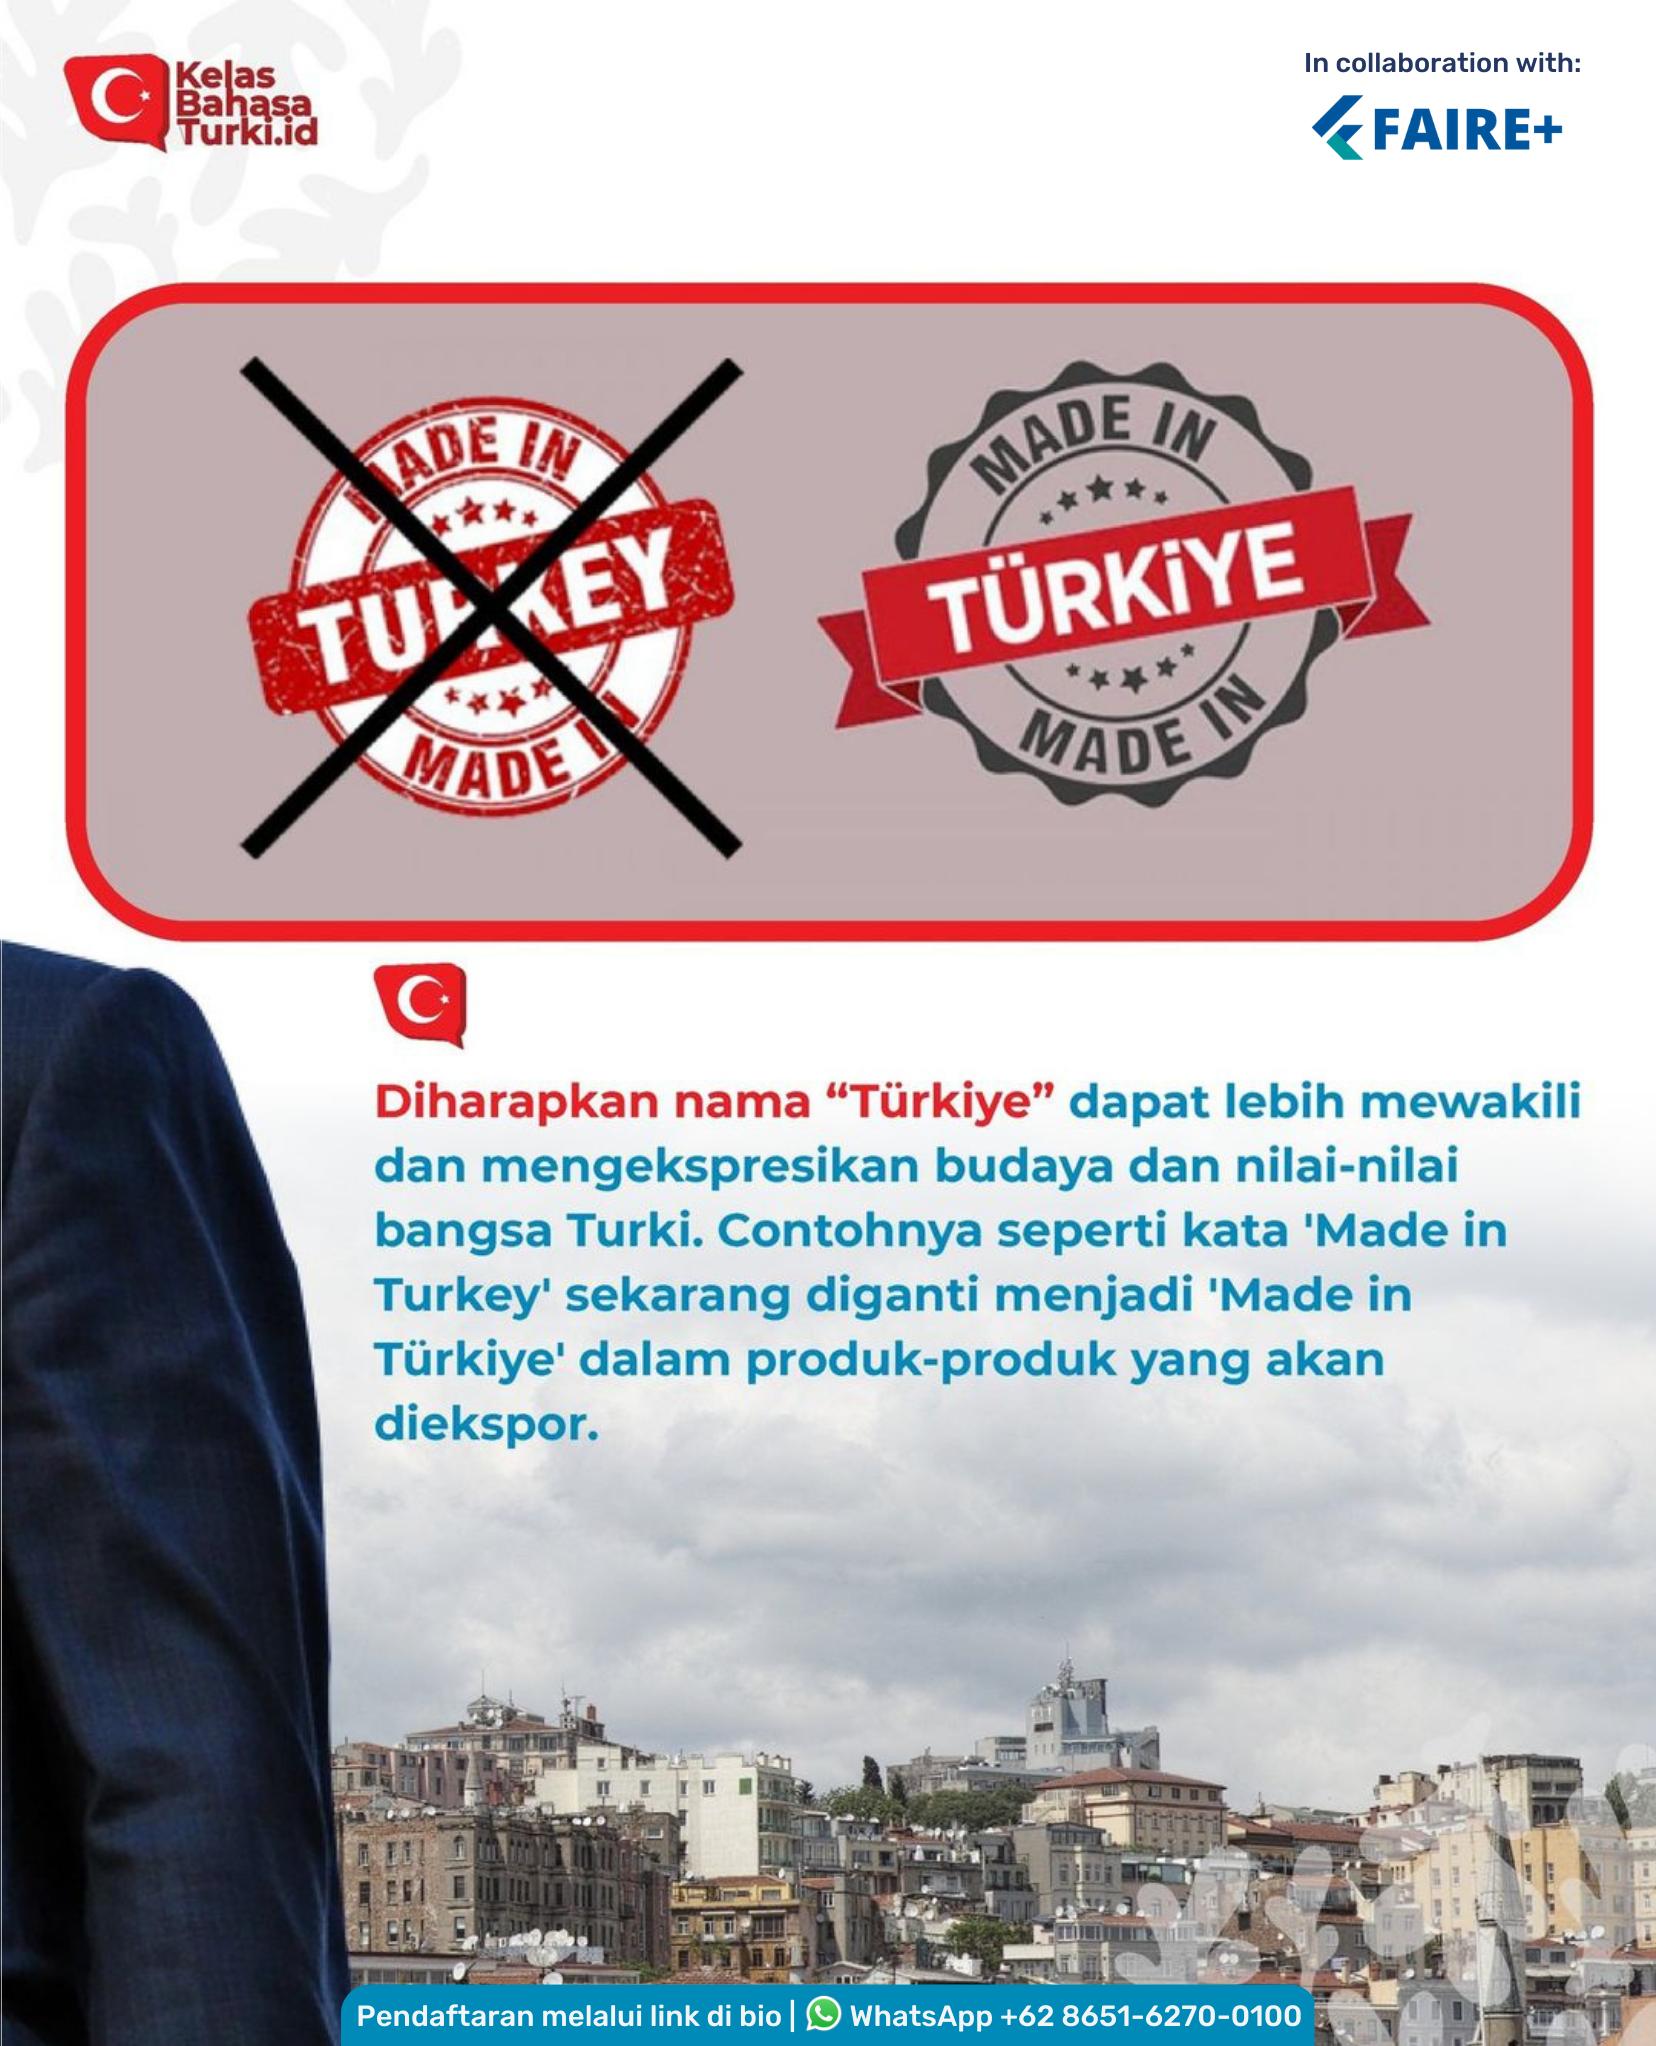 Kelas
Bahasa
Turki.id
In collaboration with:
FAIRE+
MADE IN
TURKEY
MADE IN
MADE IN
TÜRKiYE
MADE IN
Diharapkan nama “Türkiye” dapat lebih mewakili
dan mengekspresikan budaya dan nilai-nilai
bangsa Turki. Contohnya seperti kata 'Made in
Turkey' sekarang diganti menjadi 'Made in
Türkiye' dalam produk-produk yang akan
diekspor.
Pendaftaran melalui link di bio | WhatsApp +62 8651-6270-0100